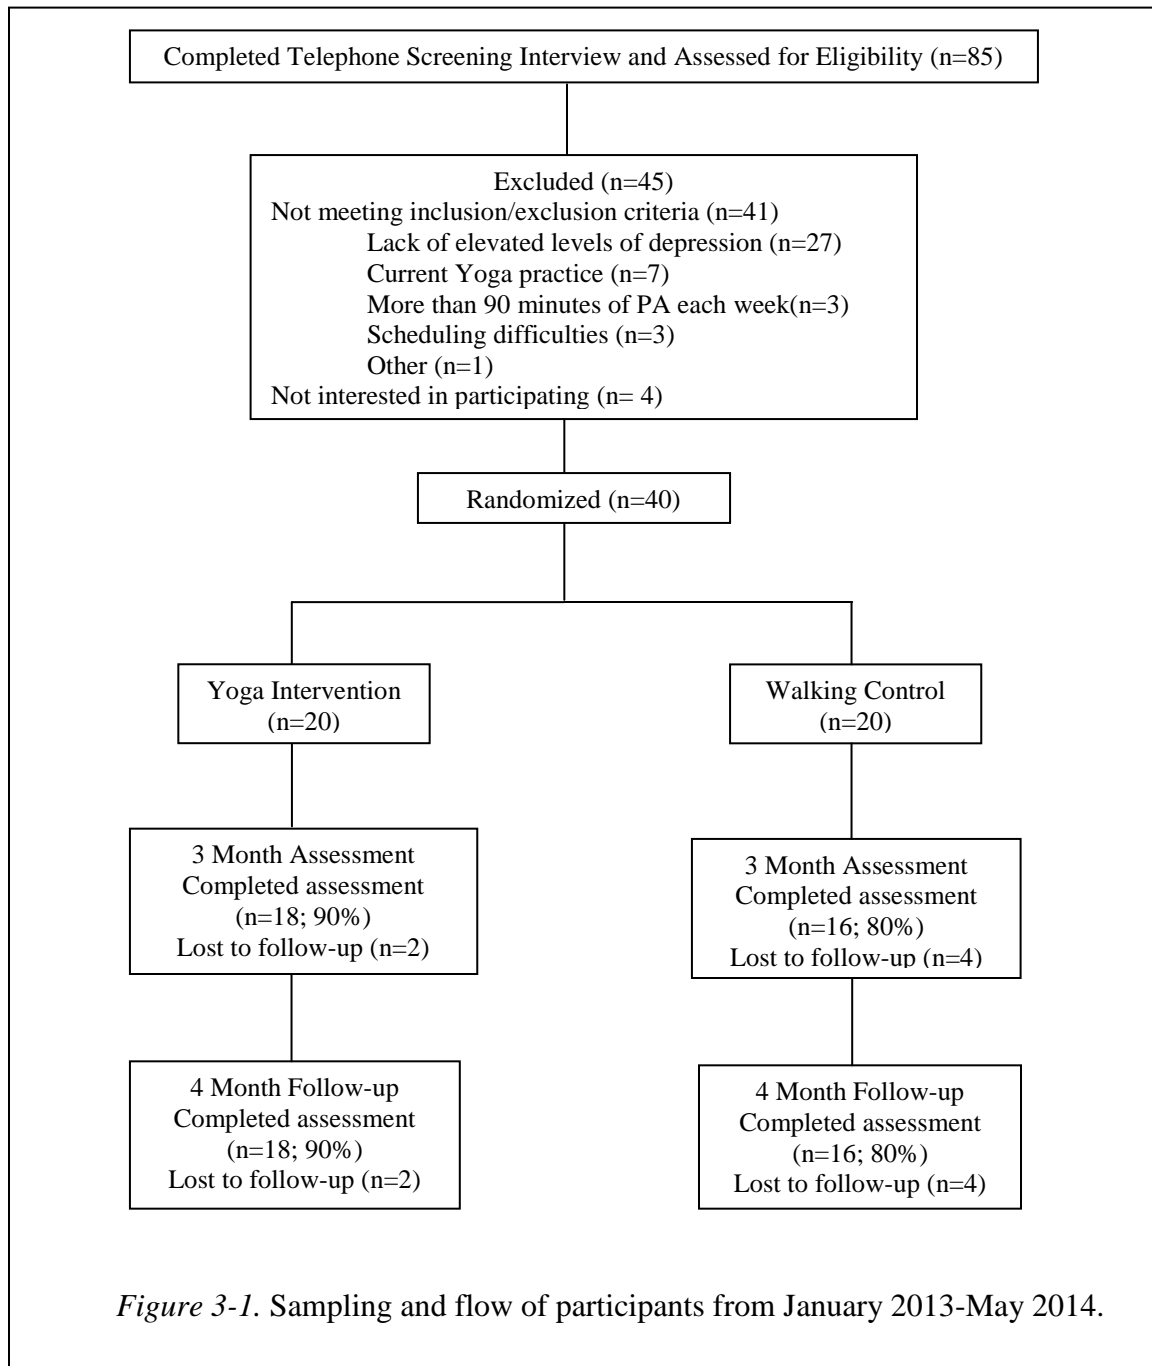 Completed Telephone Screening Interview and Assessed for Eligibility (n=85)
Excluded (n=45)
Not meeting inclusion/exclusion criteria (n=41)
Lack of elevated levels of depression (n=27)
Current Yoga practice (n=7)
More than 90 minutes of PA each week(n=3)
Scheduling difficulties (n=3)
Other (n=1)
Not interested in participating (n= 4)
Randomized (n=40)
Yoga Intervention
(n=20)
Walking Control
(n=20)
3 Month Assessment
Completed assessment
(n=18; 90%)
Lost to follow-up (n=2)
3 Month Assessment
Completed assessment
(n=16; 80%)
Lost to follow-up (n=4)
4 Month Follow-up
Completed assessment
(n=18; 90%)
Lost to follow-up (n=2)
4 Month Follow-up
Completed assessment
(n=16; 80%)
Lost to follow-up (n=4)
Figure 3-1. Sampling and flow of participants from January 2013-May 2014.